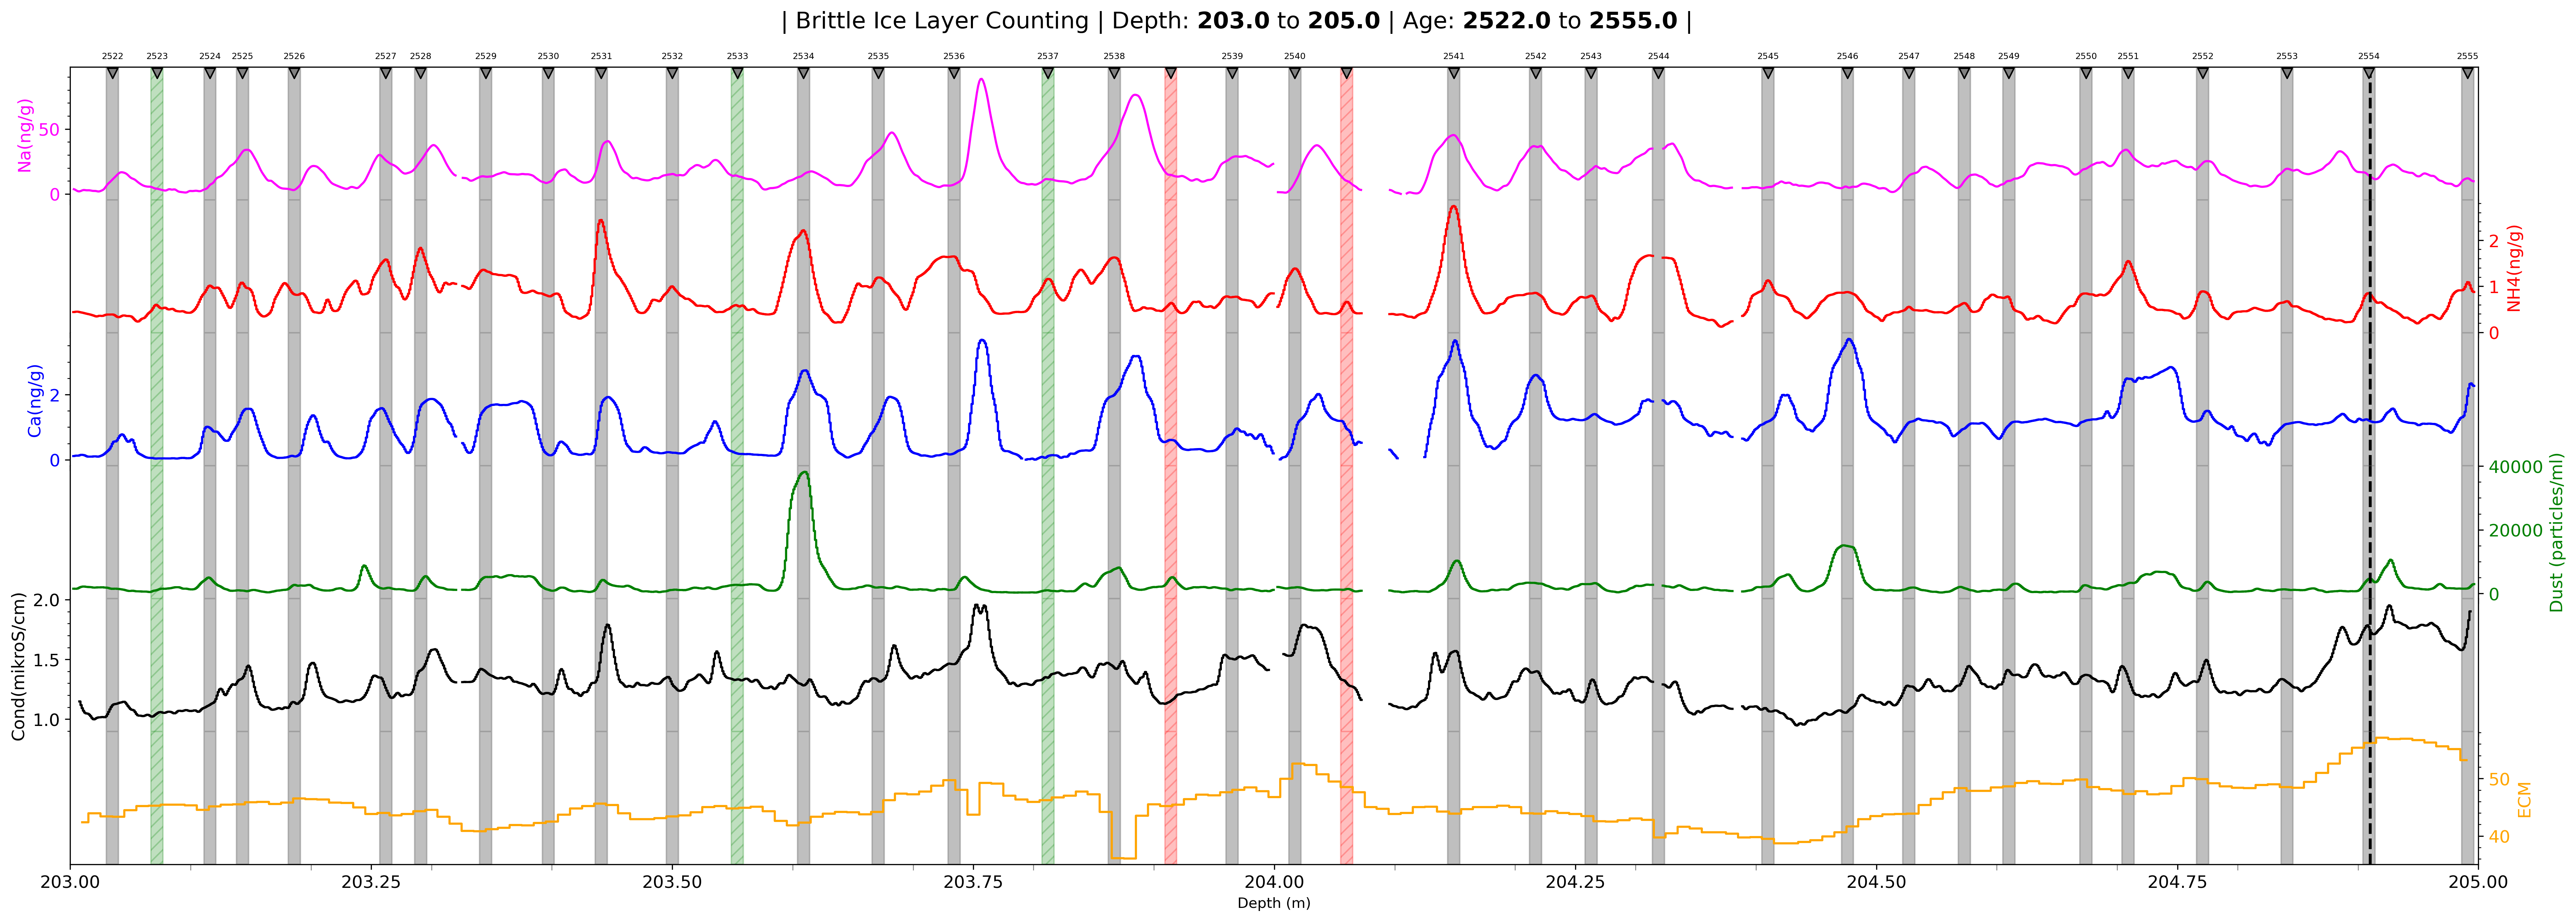 | Brittle Ice Layer Counting | Depth: 203.0 to 205.0 | Age: 2522.0 to 2555.0 |
2522 2523 2524 2525 2526 2527 2528 2529 2530 2531 2532 2533 2534 2535 2536 2537 2538 2539 2540 2541 2542 2543 2544 2545 2546 2547 2548 2549 2550 2551 2552 2553 2554 2555
Na(ng/g)
50
0
NH4(ng/g)
2
1
0
Ca(ng/g)
2
0
Dust (particles/ml)
40000
20000
0
Cond(mikroS/cm)
2.0
1.5
1.0
ECM
50
40
203.00 203.25 203.50 203.75 204.00 204.25 204.50 204.75 205.00
Depth (m)